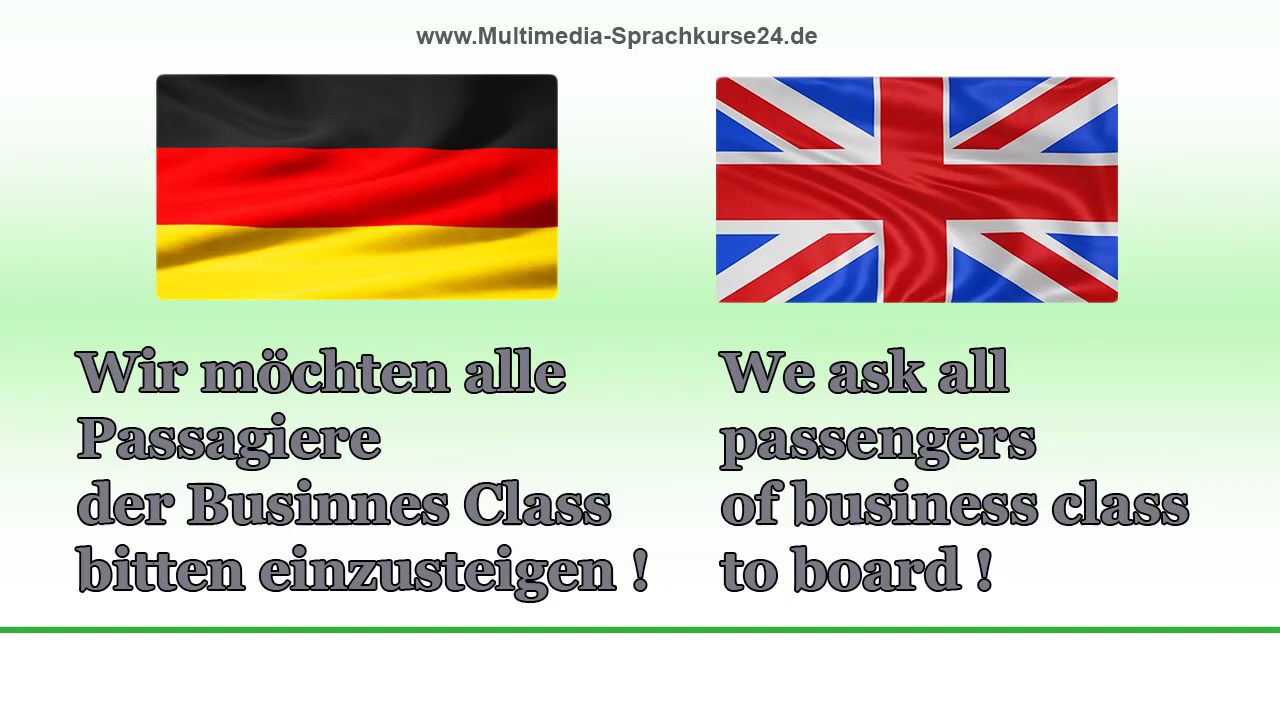 www.Multimedia-Sprachkurse24.de
Wir möchten alle
Passagiere
der Businnes Class
bitten einzusteigen !
We ask all
passengers
of business class
to board !